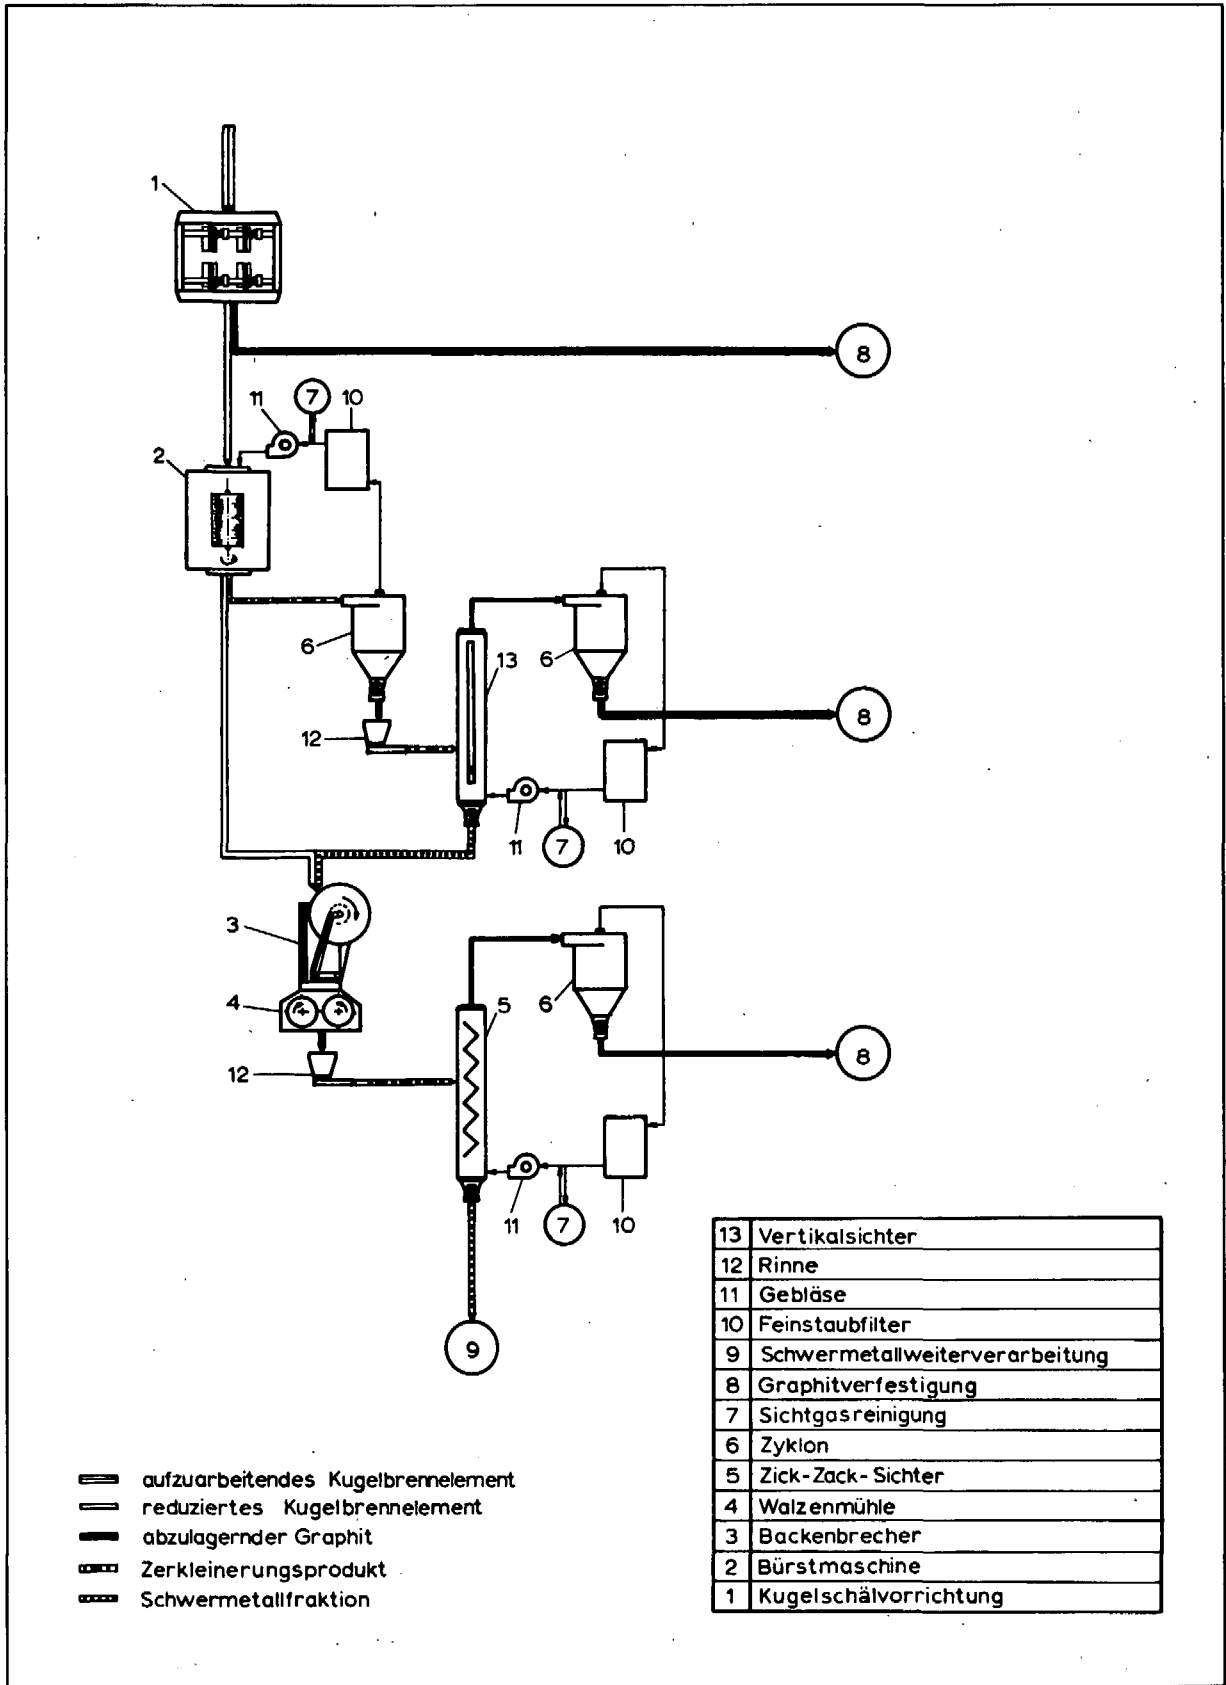 1
8
11
7
10
2
6
13
6
12
8
11
7
10
3
4
5
6
12
8
11
7
10
9
13 Vertikalsichter
12 Rinne
11 Gebläse
10 Feinstaubfilter
9 Schwermetallweiterverarbeitung
8 Graphitverfestigung
7 Sichtgasreinigung
6 Zyklon
5 Zick-Zack-Sichter
4 Walzenmühle
3 Backenbrecher
2 Bürstmaschine
1 Kugelschälvorrichtung
aufzuarbeitendes Kugelbrennelement
reduziertes Kugelbrennelement
abzulagernder Graphit
Zerkleinerungsprodukt
Schwermetallfraktion